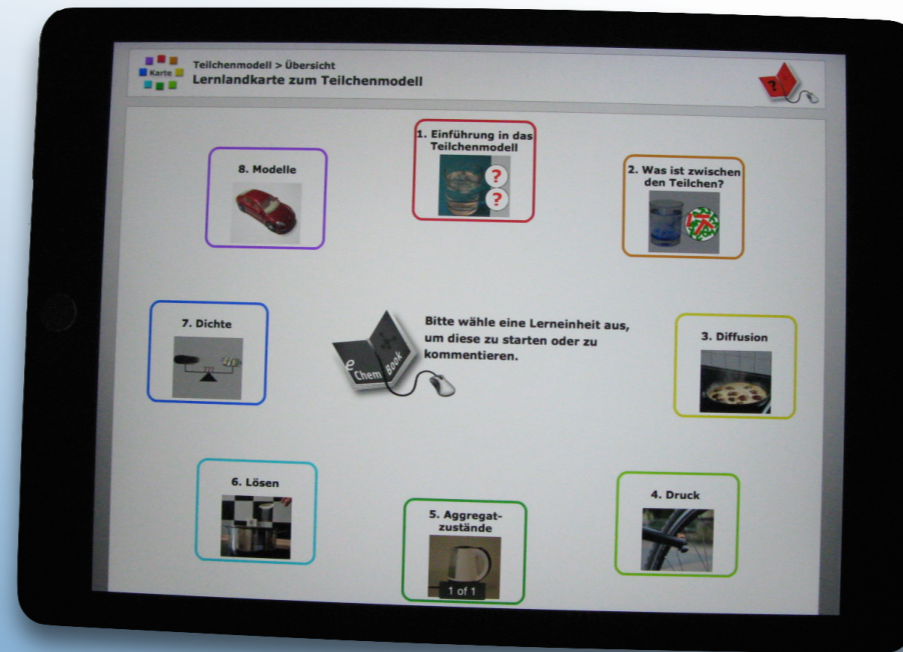 Karte
Teilchenmodell > Übersicht
Lernlandkarte zum Teilchenmodell
?
1. Einführung in das
Teilchenmodell
?
?
2. Was ist zwischen
den Teilchen?
3. Diffusion
4. Druck
5. Aggregat-
zustände
1 of 1
6. Lösen
7. Dichte
???
8. Modelle
Bitte wähle eine Lerneinheit aus,
um diese zu starten oder zu
kommentieren.
e
Chem
Book